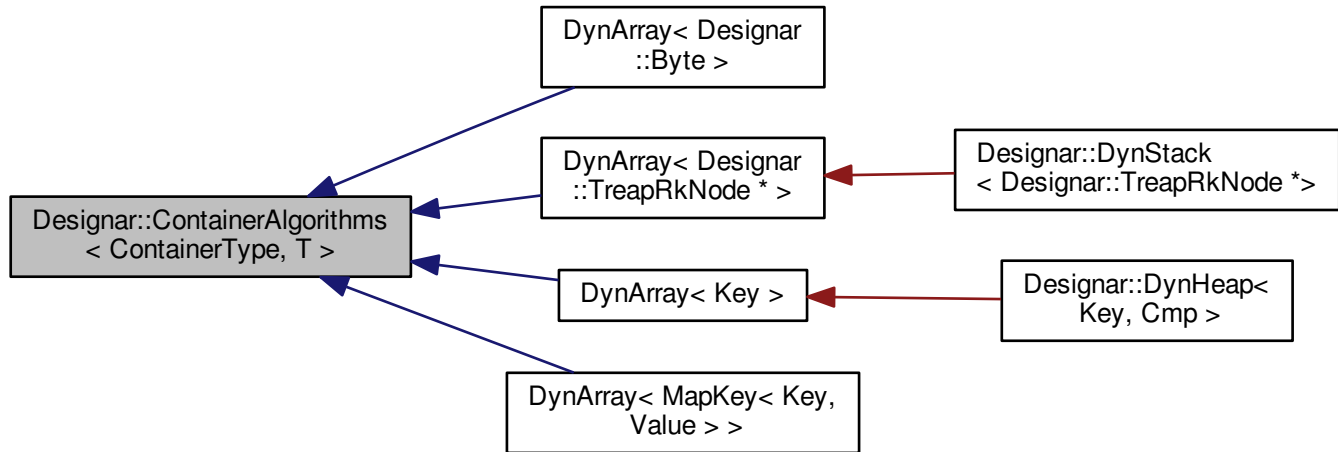 DynArray< Designar
::Byte >
DynArray< Designar
::TreapRkNode * >
Designar::DynStack
< Designar::TreapRkNode *>
Designar::ContainerAlgorithms
< ContainerType, T >
DynArray< Key >
Designar::DynHeap<
Key, Cmp >
DynArray< MapKey< Key,
Value > >